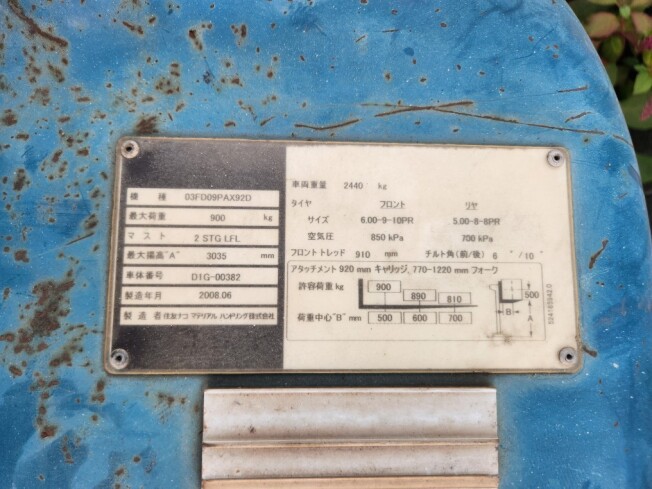 機 種 03FD09PAX92D
最大荷重 900 kg
マ ス ト 2 STG LFL
最大揚高"A" 3035 mm
車体番号 D1G-00382
製造年月 2008.06
製 造 者 住友ナコ マテリアル ハンドリング株式会社
車両重量 2440 kg
タイヤ フロント リヤ
サイズ 6.00-9-10PR 5.00-8-8PR
空気圧 850 kPa 700 kPa
フロントトレッド 910 mm チルト角(前/後) 6 °/10 °
アタッチメント 920 mm キャリッジ, 770-1220 mm フォーク
許容荷重 kg 900 890 810
荷重中心"B" mm 500 600 700
500
B A